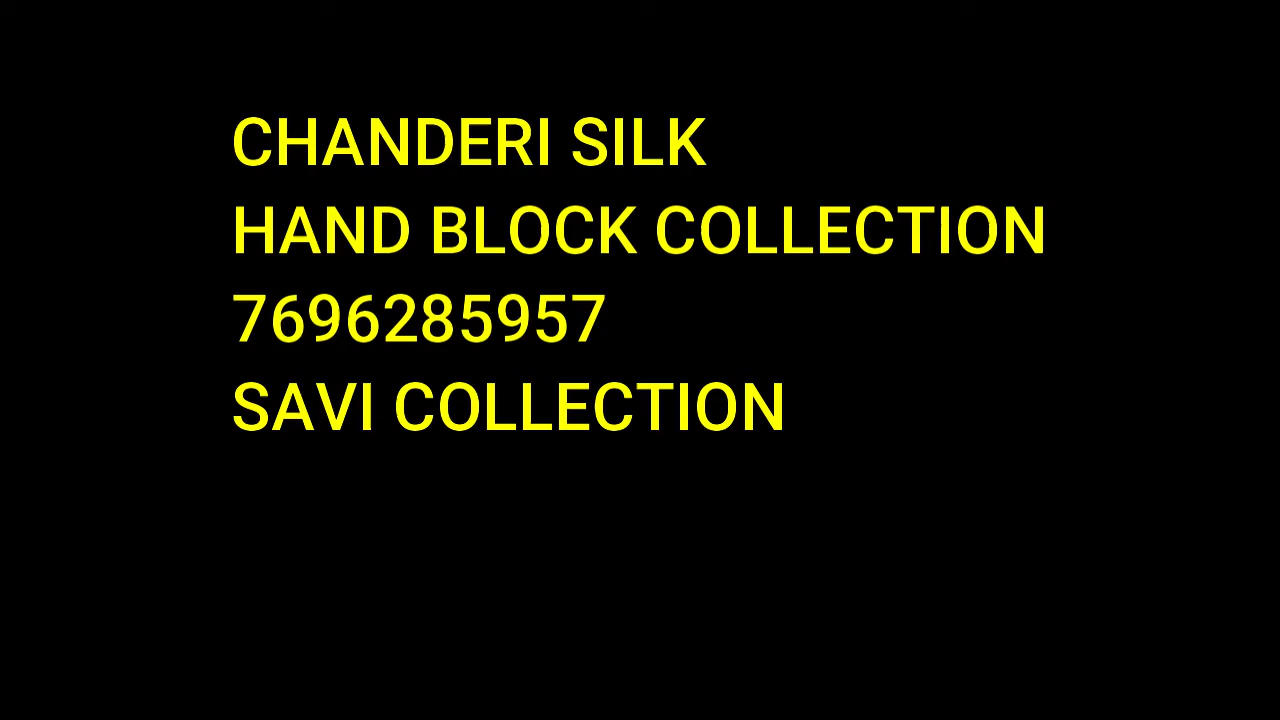 CHANDERI SILK
HAND BLOCK COLLECTION
7696285957
SAVI COLLECTION